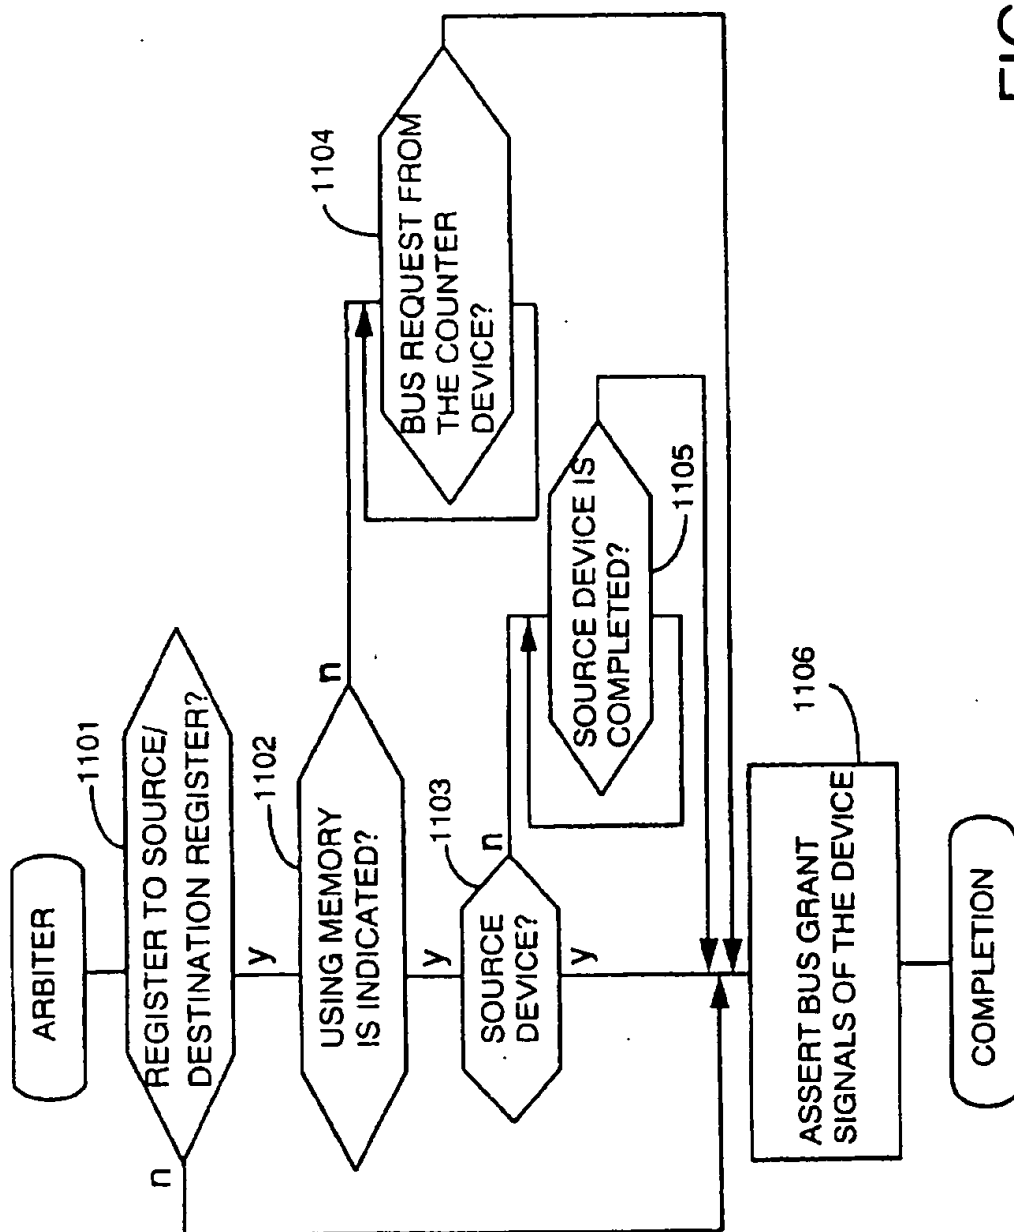 ARBITER
1101
REGISTER TO SOURCE/
DESTINATION REGISTER?
n
y
1102
USING MEMORY
IS INDICATED?
n
y
1103
SOURCE
DEVICE?
n
y
1104
BUS REQUEST FROM
THE COUNTER
DEVICE?
SOURCE DEVICE IS
COMPLETED?
1105
1106
ASSERT BUS GRANT
SIGNALS OF THE DEVICE
COMPLETION